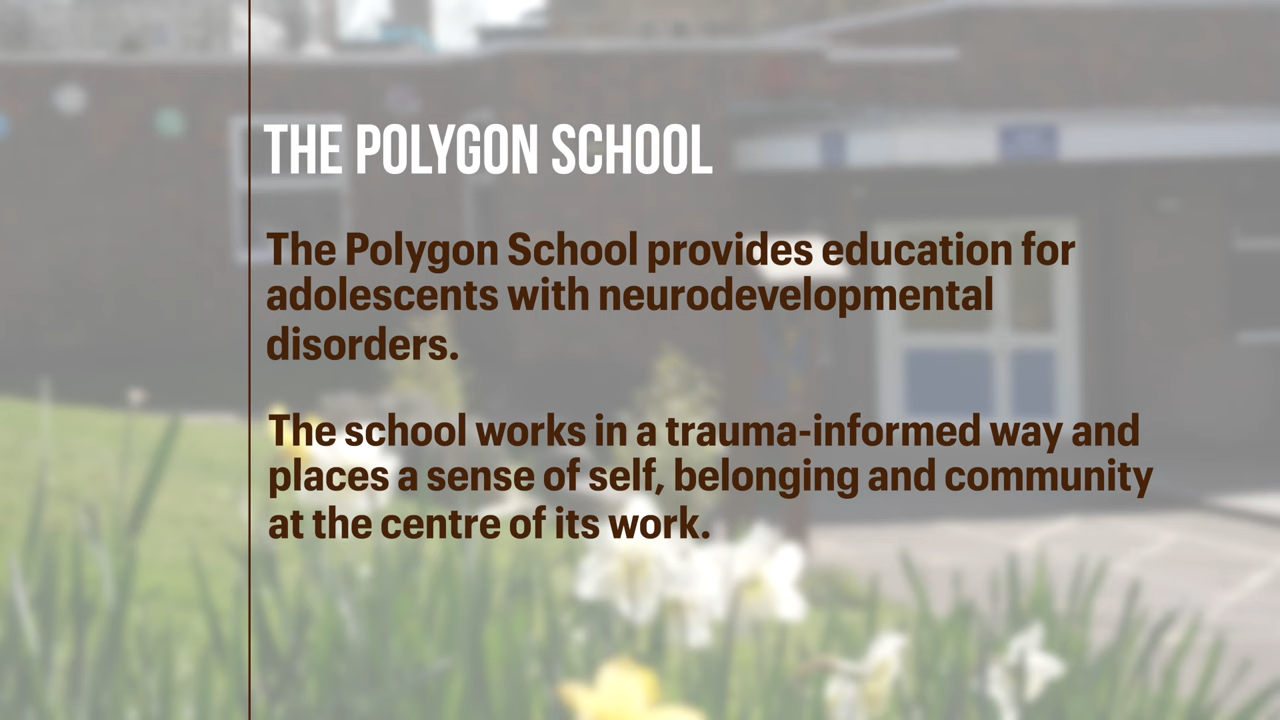 THE POLYGON SCHOOL
The Polygon School provides education for
adolescents with neurodevelopmental
disorders.
The school works in a trauma-informed way and
places a sense of self, belonging and community
at the centre of its work.